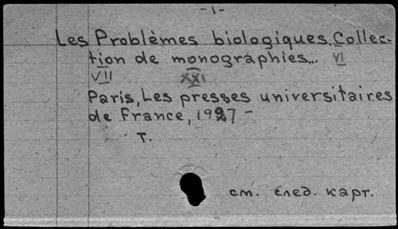 -1-
Les Problèmes biologiques. Collec-
tion de monographies... VI
VII XXI
Paris, Les presses universitaires
de France, 1927-
т.
см. след. карт.